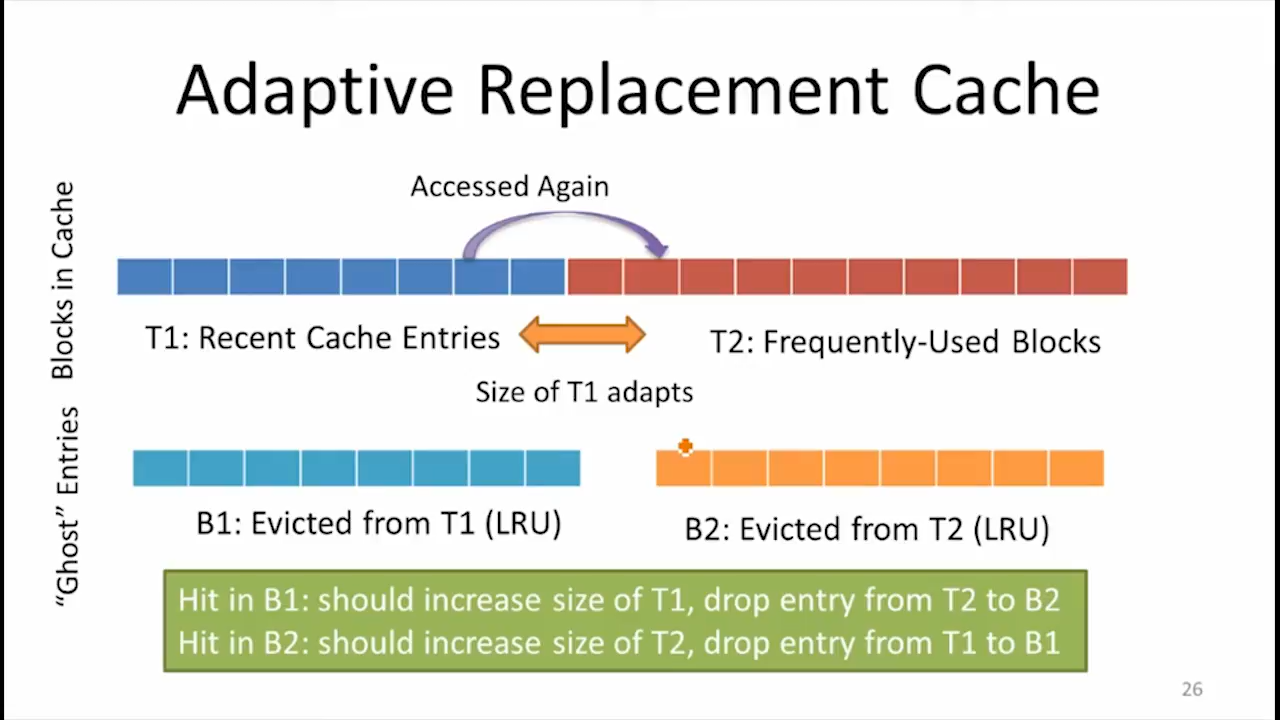 Adaptive Replacement Cache
Accessed Again
Blocks in Cache
T1: Recent Cache Entries
T2: Frequently-Used Blocks
Size of T1 adapts
“Ghost” Entries
B1: Evicted from T1 (LRU)
B2: Evicted from T2 (LRU)
Hit in B1: should increase size of T1, drop entry from T2 to B2
Hit in B2: should increase size of T2, drop entry from T1 to B1
26